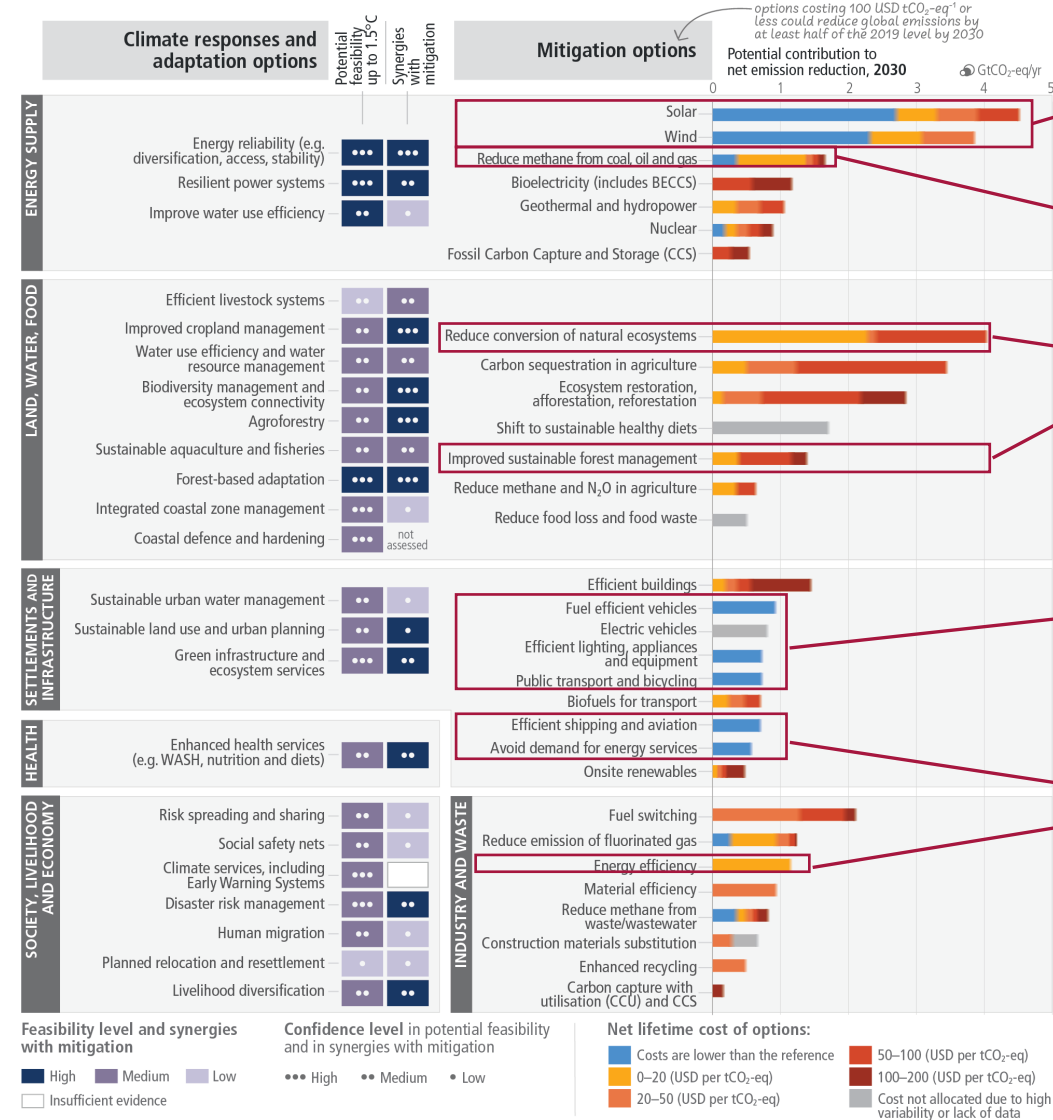 options costing 100 USD tCO₂-eq⁻¹ or
less could reduce global emissions by
at least half of the 2019 level by 2030
Climate responses and
adaptation options
Potential
feasibility
up to 1.5°C
Synergies
with
mitigation
Mitigation options
Potential contribution to
net emission reduction, 2030
GtCO₂-eq/yr
0 1 2 3 4 5
ENERGY SUPPLY
Energy reliability (e.g.
diversification, access, stability)
Resilient power systems
Improve water use efficiency
Solar
Wind
Reduce methane from coal, oil and gas
Bioelectricity (includes BECCS)
Geothermal and hydropower
Nuclear
Fossil Carbon Capture and Storage (CCS)
LAND, WATER, FOOD
Efficient livestock systems
Improved cropland management
Water use efficiency and water
resource management
Biodiversity management and
ecosystem connectivity
Agroforestry
Sustainable aquaculture and fisheries
Forest-based adaptation
Integrated coastal zone management
Coastal defence and hardening
not
assessed
Reduce conversion of natural ecosystems
Carbon sequestration in agriculture
Ecosystem restoration,
afforestation, reforestation
Shift to sustainable healthy diets
Improved sustainable forest management
Reduce methane and N₂O in agriculture
Reduce food loss and food waste
SETTLEMENTS AND
INFRASTRUCTURE
Sustainable urban water management
Sustainable land use and urban planning
Green infrastructure and
ecosystem services
Efficient buildings
Fuel efficient vehicles
Electric vehicles
Efficient lighting, appliances
and equipment
Public transport and bicycling
Biofuels for transport
Efficient shipping and aviation
Avoid demand for energy services
Onsite renewables
HEALTH
Enhanced health services
(e.g. WASH, nutrition and diets)
SOCIETY, LIVELIHOOD
AND ECONOMY
Risk spreading and sharing
Social safety nets
Climate services, including
Early Warning Systems
Disaster risk management
Human migration
Planned relocation and resettlement
Livelihood diversification
INDUSTRY AND WASTE
Fuel switching
Reduce emission of fluorinated gas
Energy efficiency
Material efficiency
Reduce methane from
waste/wastewater
Construction materials substitution
Enhanced recycling
Carbon capture with
utilisation (CCU) and CCS
Feasibility level and synergies
with mitigation
High Medium Low
Insufficient evidence
Confidence level in potential feasibility
and in synergies with mitigation
High Medium Low
Net lifetime cost of options:
Costs are lower than the reference
0–20 (USD per tCO₂-eq)
20–50 (USD per tCO₂-eq)
50–100 (USD per tCO₂-eq)
100–200 (USD per tCO₂-eq)
Cost not allocated due to high
variability or lack of data